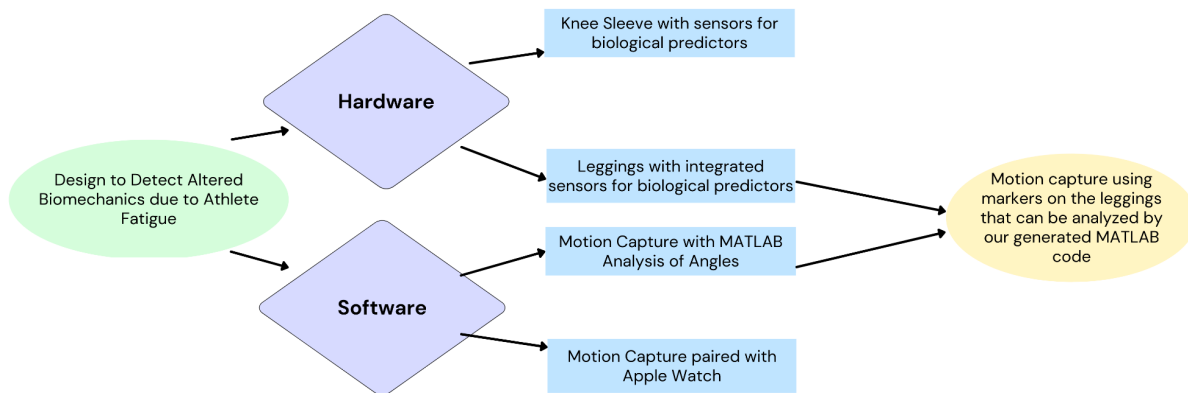 Knee Sleeve with sensors for
biological predictors
Hardware
Leggings with integrated
sensors for biological predictors
Design to Detect Altered
Biomechanics due to Athlete
Fatigue
Motion capture using
markers on the leggings
that can be analyzed by
our generated MATLAB
code
Motion Capture with MATLAB
Analysis of Angles
Software
Motion Capture paired with
Apple Watch